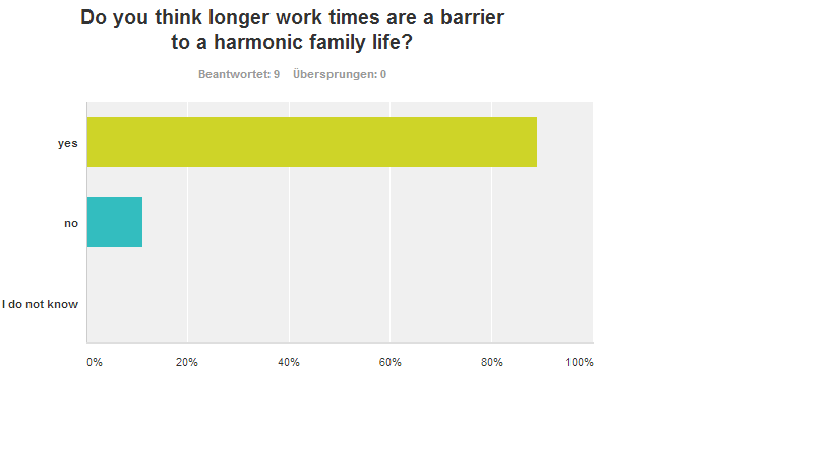 Do you think longer work times are a barrier
to a harmonic family life?
Beantwortet: 9 Übersprungen: 0
yes
no
I do not know
0% 20% 40% 60% 80% 100%